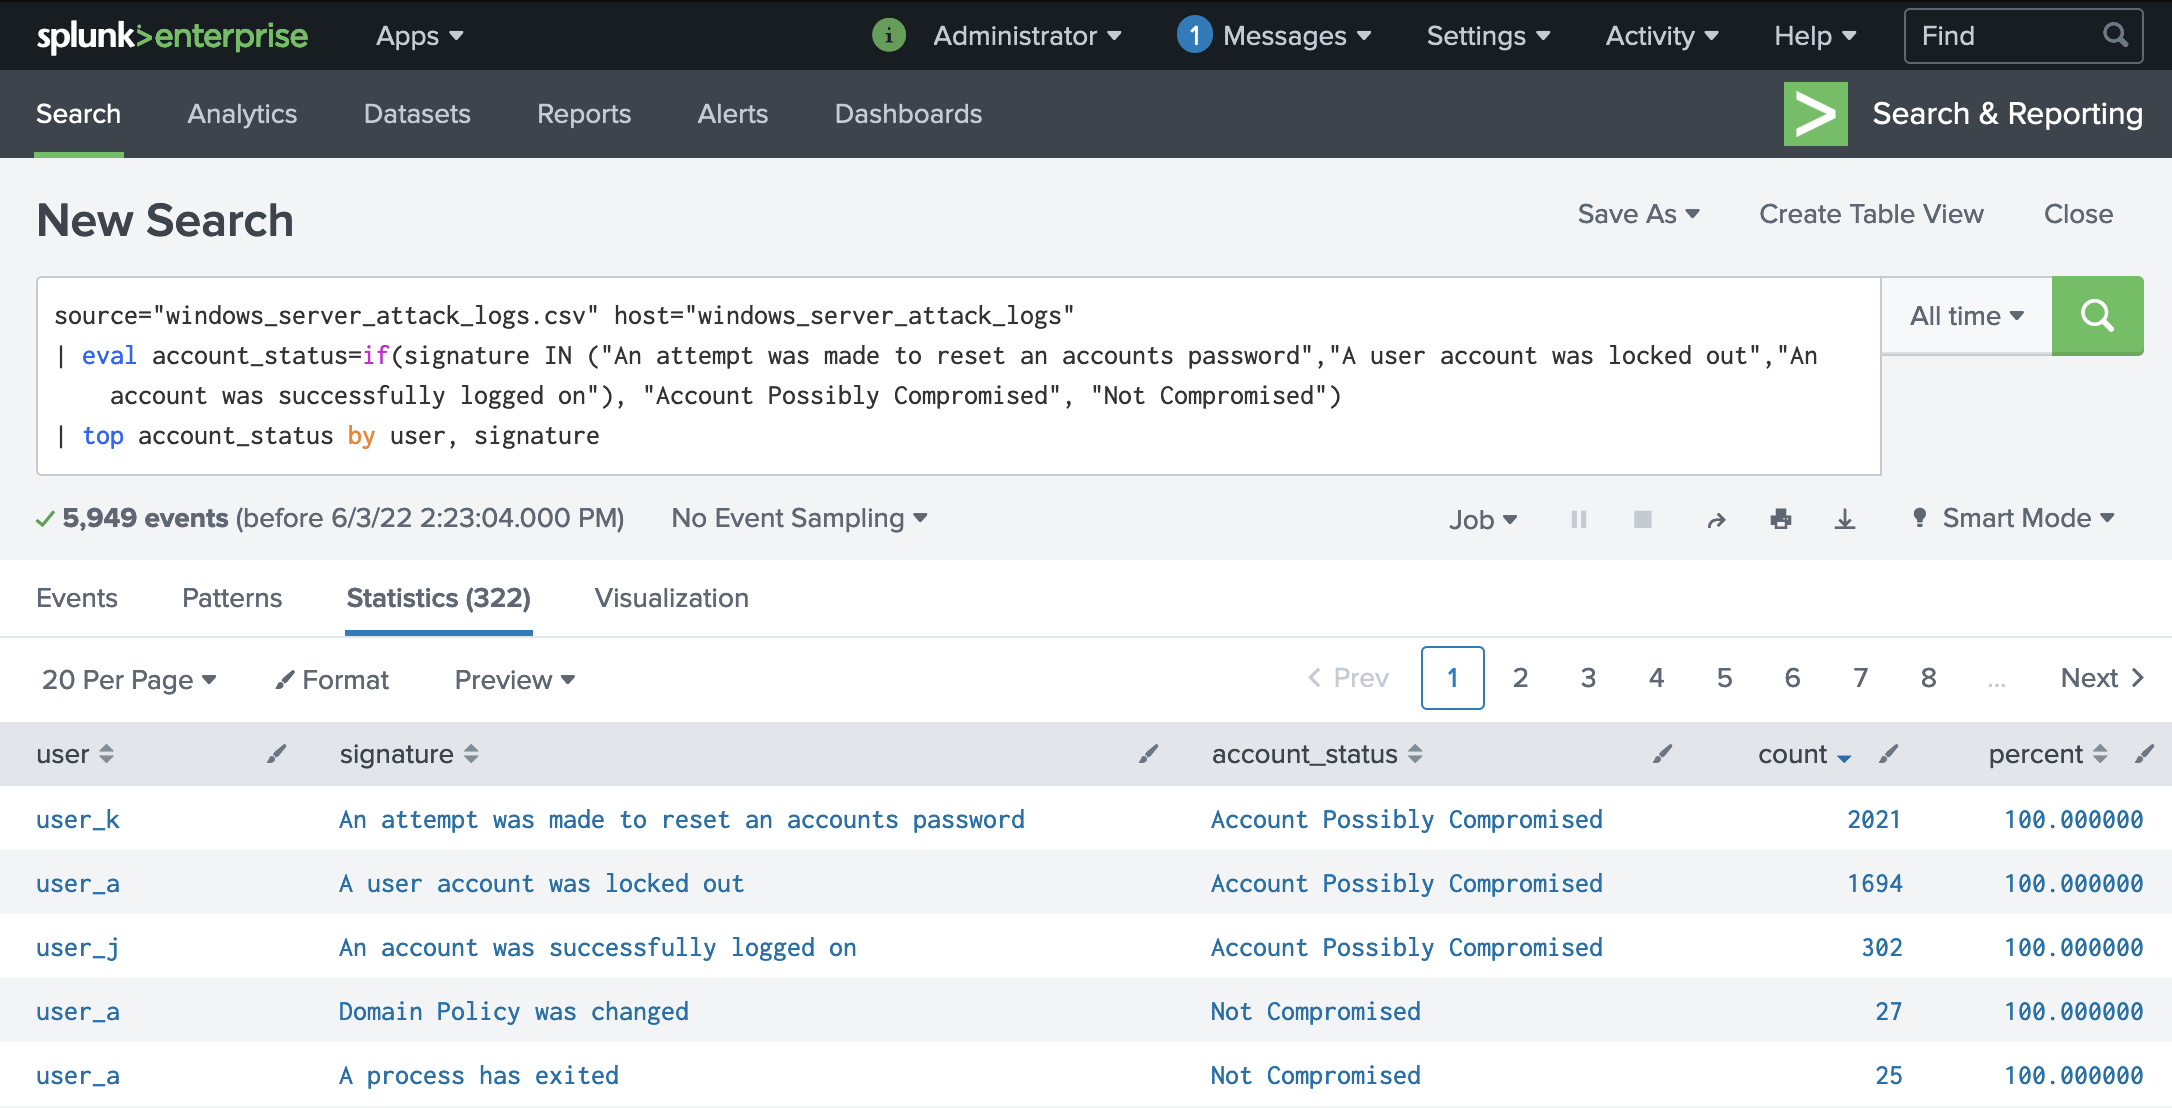 splunk>enterprise Apps i Administrator 1 Messages Settings Activity Help Find
Search Analytics Datasets Reports Alerts Dashboards > Search & Reporting
New Search Save As Create Table View Close
source="windows_server_attack_logs.csv" host="windows_server_attack_logs" All time
| eval account_status=if(signature IN ("An attempt was made to reset an accounts password","A user account was locked out","An
account was successfully logged on"), "Account Possibly Compromised", "Not Compromised")
| top account_status by user, signature
5,949 events (before 6/3/22 2:23:04.000 PM) No Event Sampling Job Smart Mode
Events Patterns Statistics (322) Visualization
20 Per Page Format Preview < Prev 1 2 3 4 5 6 7 8 ... Next >
user signature account_status count percent
user_k An attempt was made to reset an accounts password Account Possibly Compromised 2021 100.000000
user_a A user account was locked out Account Possibly Compromised 1694 100.000000
user_j An account was successfully logged on Account Possibly Compromised 302 100.000000
user_a Domain Policy was changed Not Compromised 27 100.000000
user_a A process has exited Not Compromised 25 100.000000